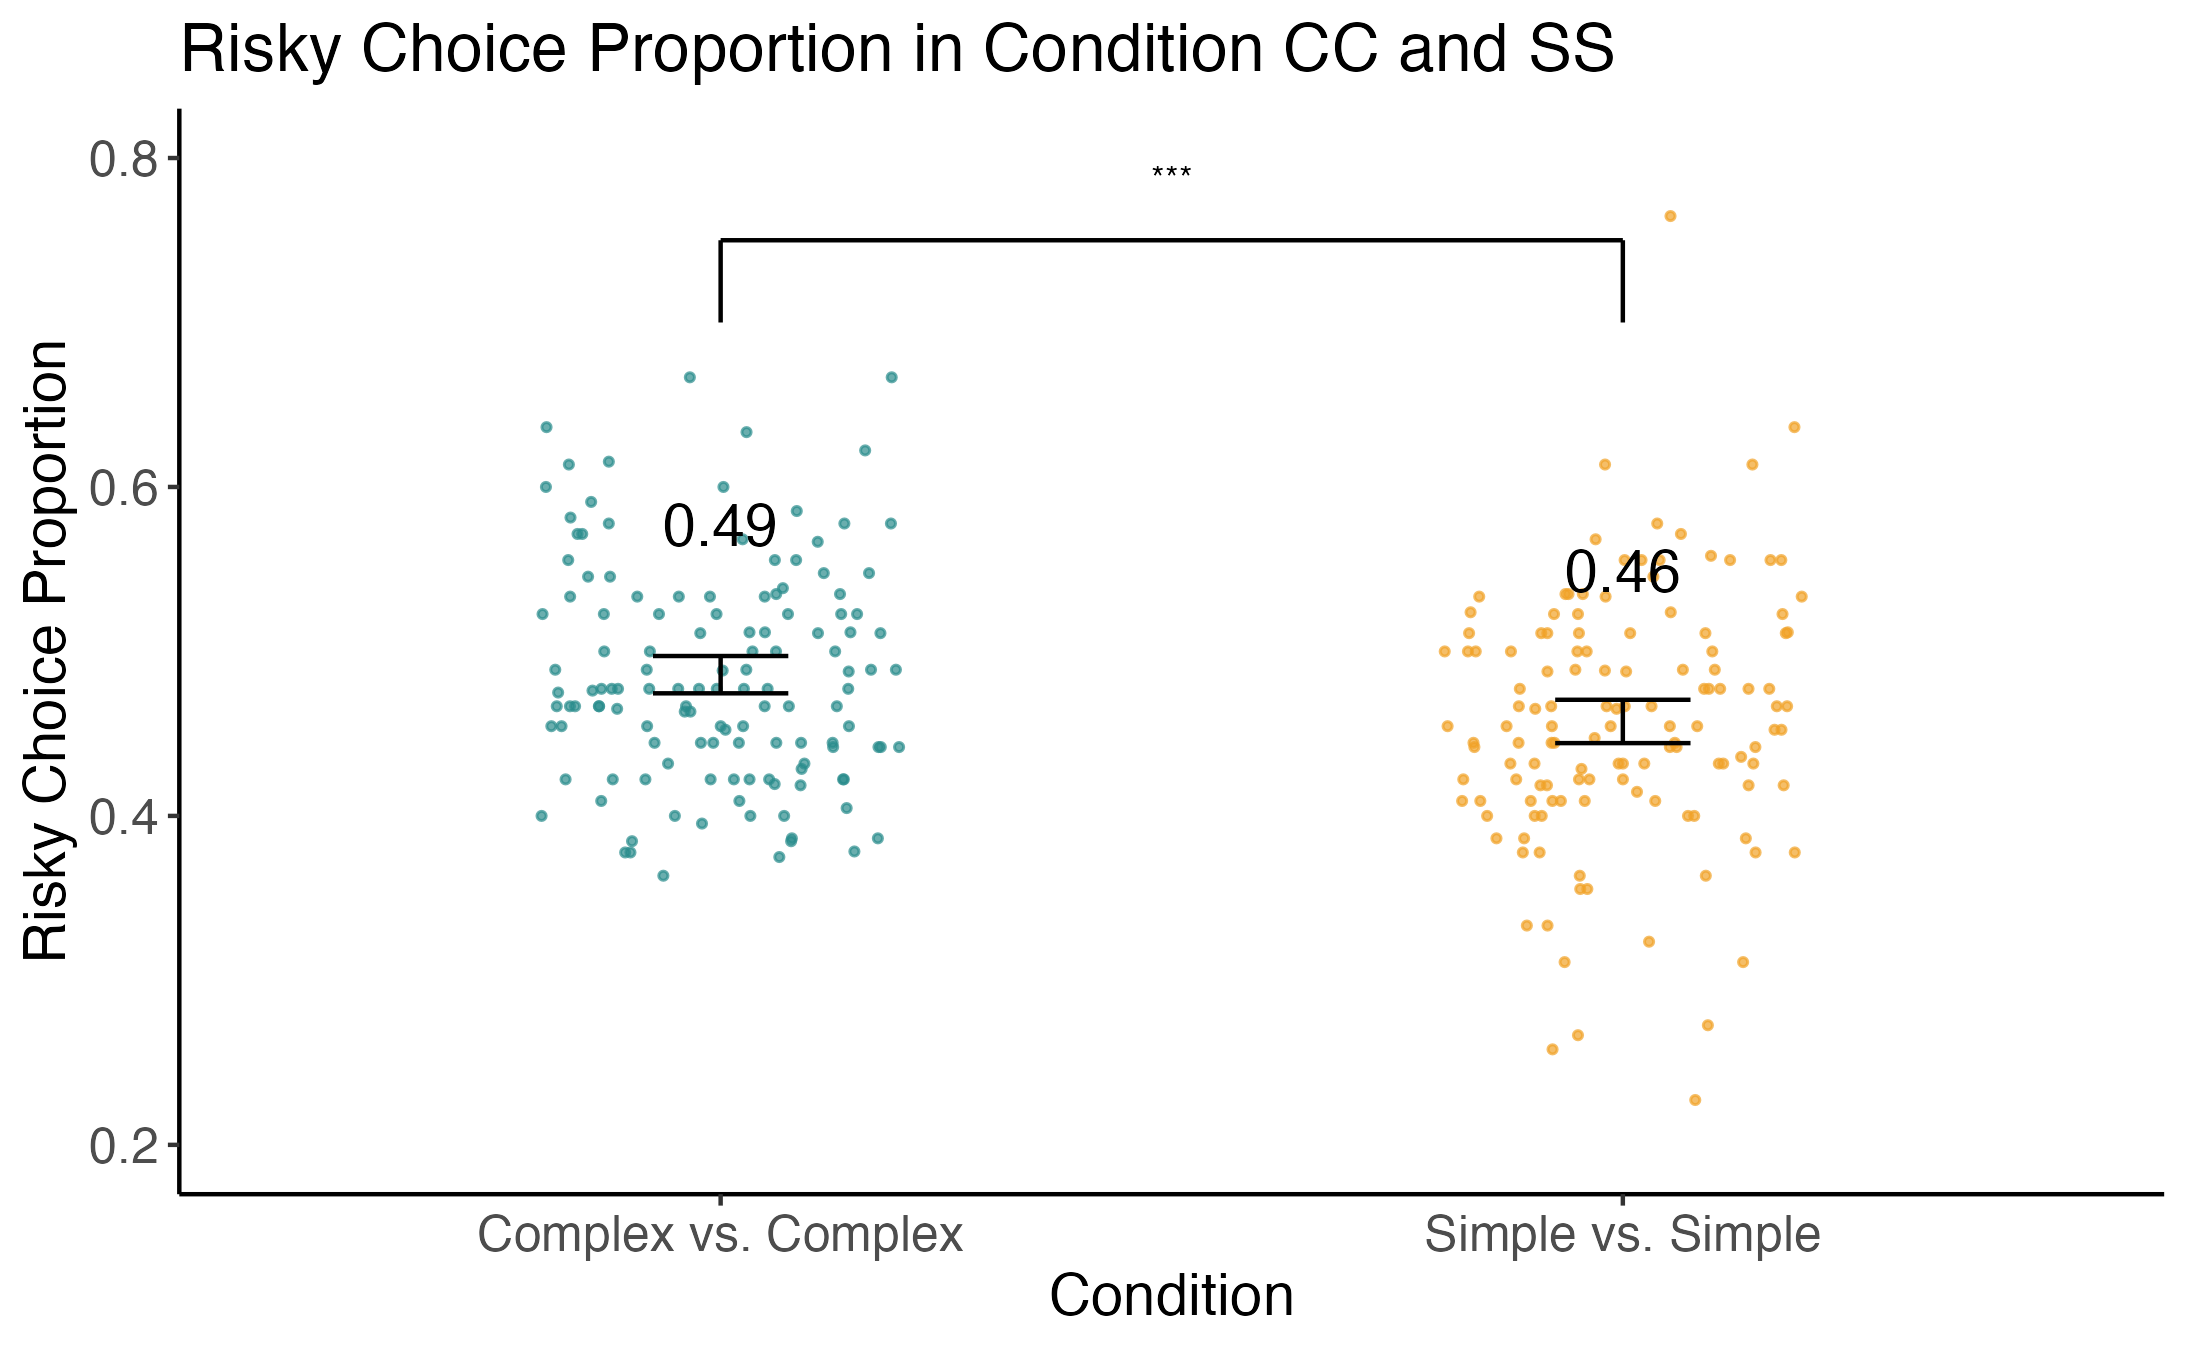 Risky Choice Proportion in Condition CC and SS
0.8
***
0.6
0.49
0.46
Risky Choice Proportion
0.4
0.2
Complex vs. Complex
Simple vs. Simple
Condition